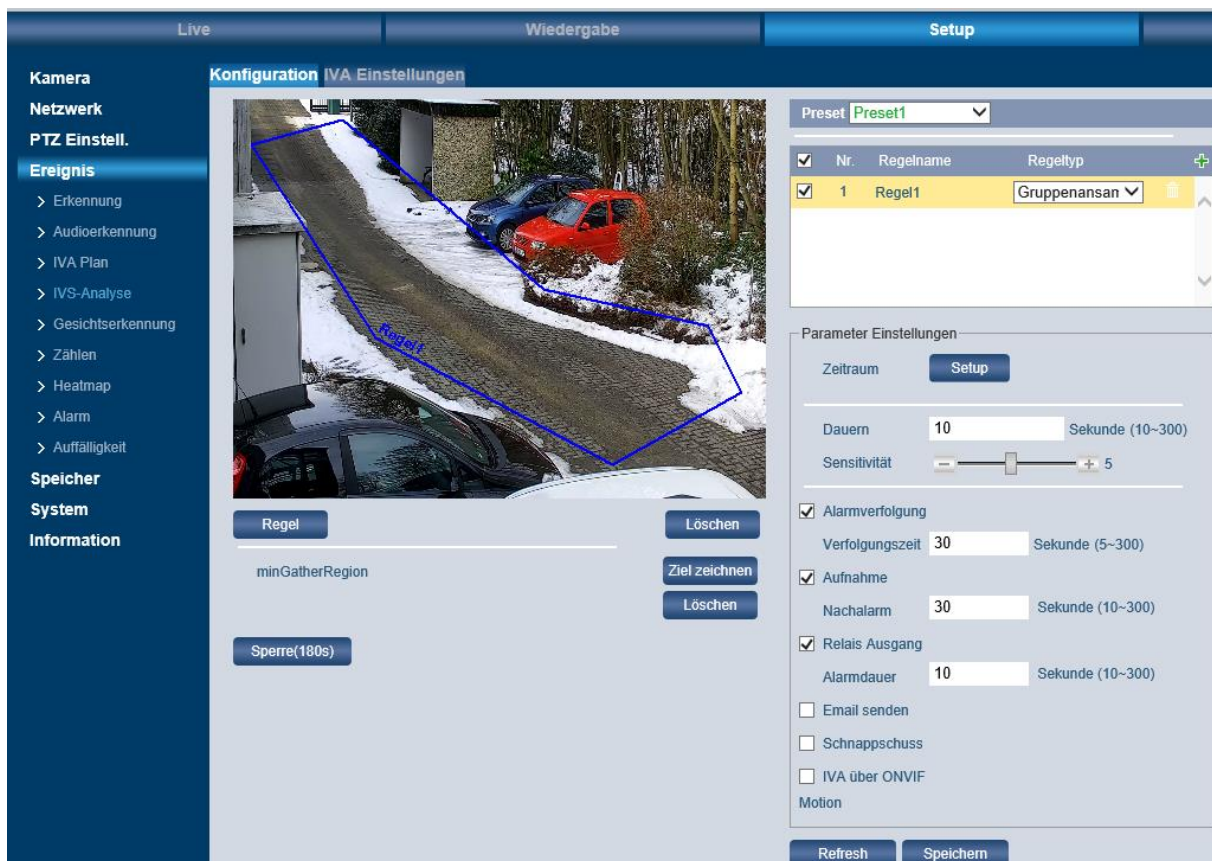 Live Wiedergabe Setup
Kamera
Netzwerk
PTZ Einstell.
Ereignis
> Erkennung
> Audioerkennung
> IVA Plan
> IVS-Analyse
> Gesichtserkennung
> Zählen
> Heatmap
> Alarm
> Auffälligkeit
Speicher
System
Information
Konfiguration IVA Einstellungen
Regel1
Regel Löschen
minGatherRegion Ziel zeichnen
Löschen
Sperre(180s)
Preset Preset1
Nr. Regelname Regeltyp
1 Regel1 Gruppenansan
Parameter Einstellungen
Zeitraum Setup
Dauern 10 Sekunde (10~300)
Sensitivität 5
Alarmverfolgung
Verfolgungszeit 30 Sekunde (5~300)
Aufnahme
Nachalarm 30 Sekunde (10~300)
Relais Ausgang
Alarmdauer 10 Sekunde (10~300)
Email senden
Schnappschuss
IVA über ONVIF
Motion
Refresh Speichern